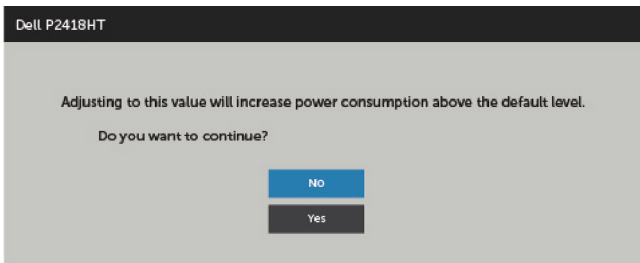 Dell P2418HT
Adjusting to this value will increase power consumption above the default level.
Do you want to continue?
No
Yes